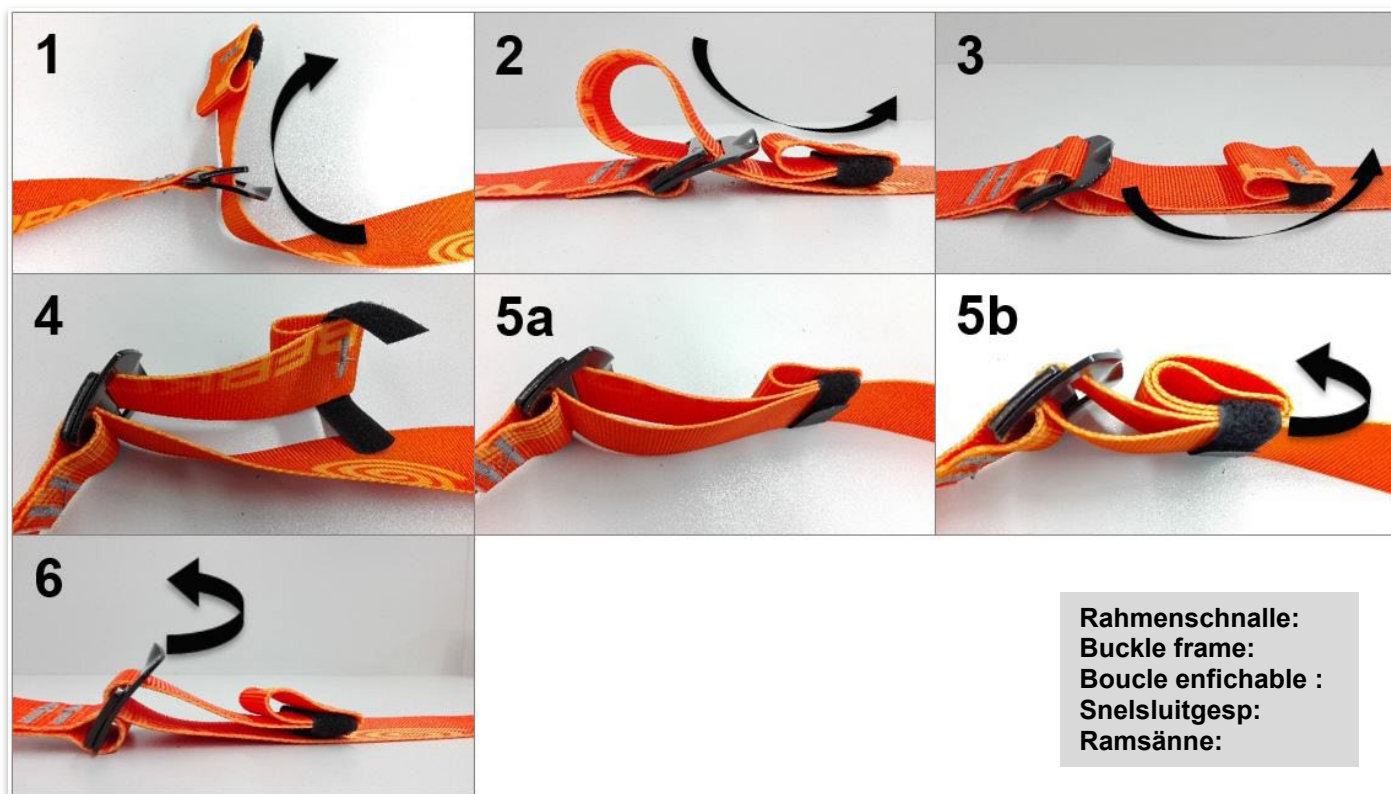 1
2
3
4
5a
5b
6
Rahmenschnalle:
Buckle frame:
Boucle enfichable :
Snelsluitgesp:
Ramsänne: